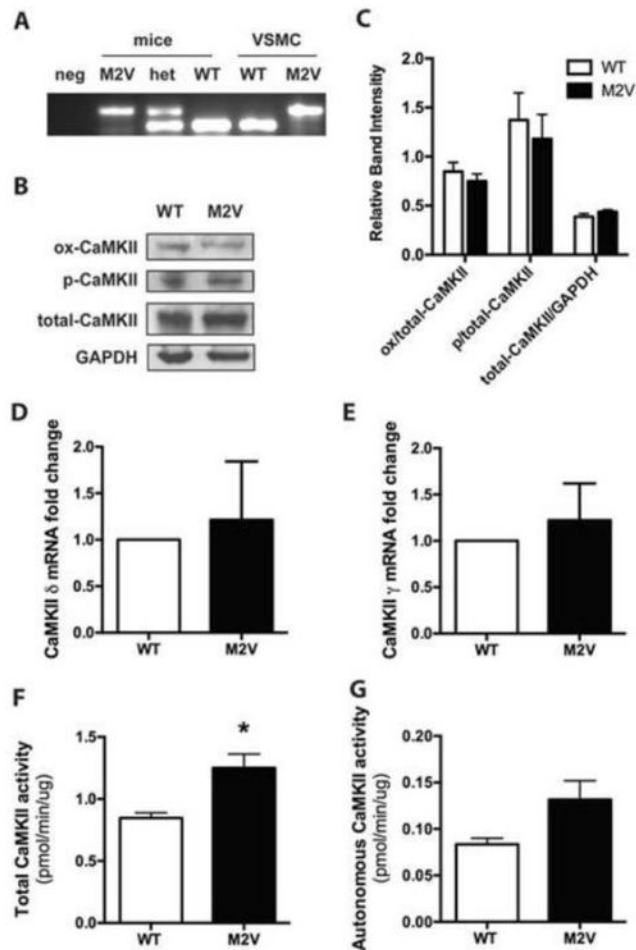 A
mice VSMC
neg M2V het WT WT M2V
B
WT M2V
ox-CaMKII
p-CaMKII
total-CaMKII
GAPDH
C
Relative Band Intensitiy
2.0
1.5
1.0
0.5
0.0
WT
M2V
ox/total-CaMKII
p/total-CaMKII
total-CaMKII/GAPDH
D
CaMKII δ mRNA fold change
2.0
1.5
1.0
0.5
0.0
WT M2V
E
CaMKII γ mRNA fold change
2.0
1.5
1.0
0.5
0.0
WT M2V
F
Total CaMKII activity
(pmol/min/ug)
1.5
1.0
0.5
0.0
*
WT M2V
G
Autonomous CaMKII activity
(pmol/min/ug)
0.20
0.15
0.10
0.05
0.00
WT M2V